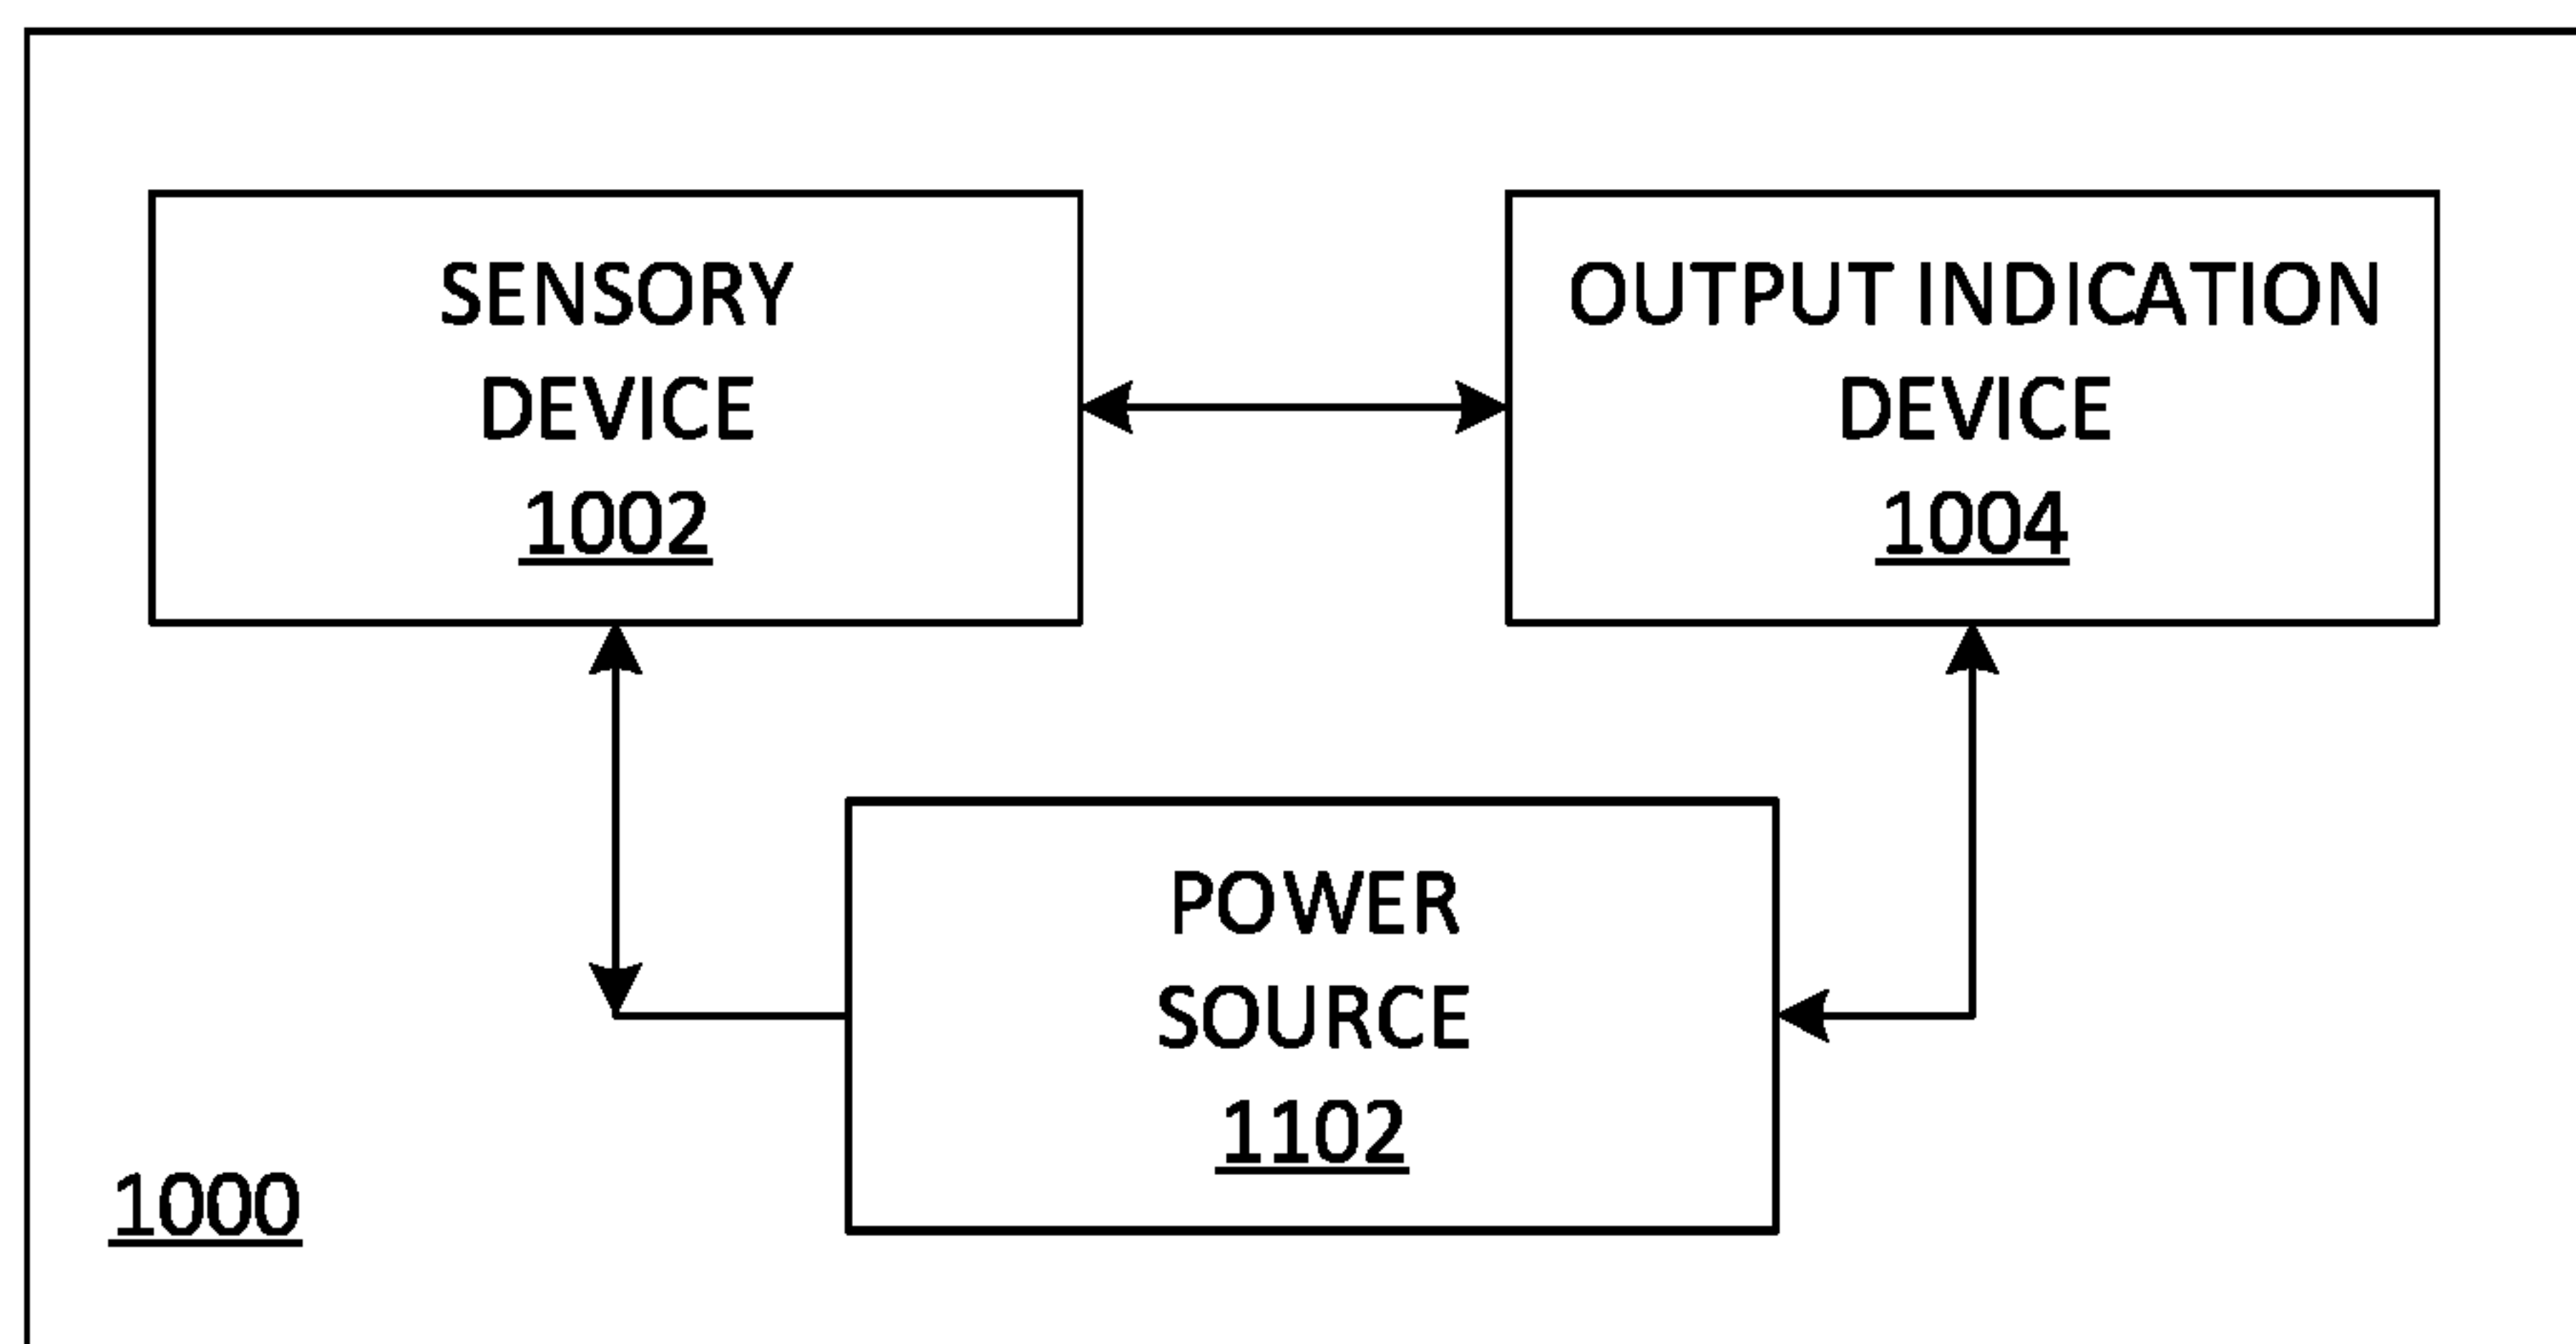 SENSORY
DEVICE
1002
OUTPUT INDICATION
DEVICE
1004
POWER
SOURCE
1102
1000